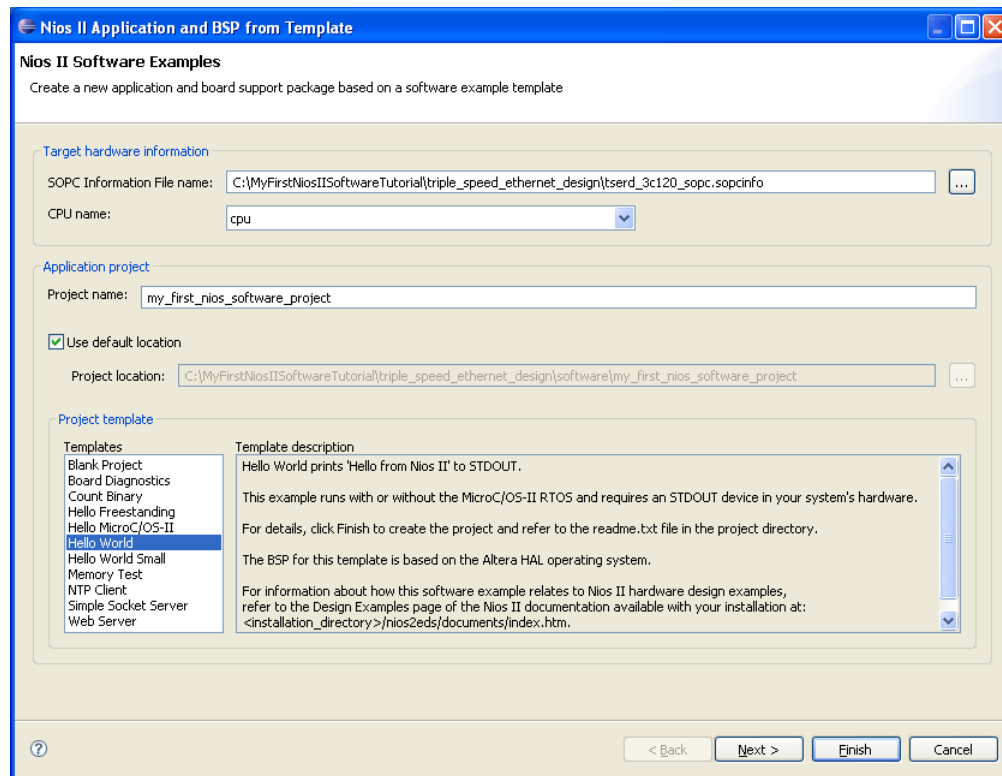 Nios II Application and BSP from Template
Nios II Software Examples
Create a new application and board support package based on a software example template
Target hardware information
SOPC Information File name: C:\MyFirstNiosIISoftwareTutorial\triple_speed_ethernet_design\tserd_3c120_sopc.sopcinfo ...
CPU name: cpu
Application project
Project name: my_first_nios_software_project
Use default location
Project location: C:\MyFirstNiosIISoftwareTutorial\triple_speed_ethernet_design\software\my_first_nios_software_project ...
Project template
Templates
Blank Project
Board Diagnostics
Count Binary
Hello Freestanding
Hello MicroC/OS-II
Hello World
Hello World Small
Memory Test
NTP Client
Simple Socket Server
Web Server
Template description
Hello World prints 'Hello from Nios II' to STDOUT.
This example runs with or without the MicroC/OS-II RTOS and requires an STDOUT device in your system's hardware.
For details, click Finish to create the project and refer to the readme.txt file in the project directory.
The BSP for this template is based on the Altera HAL operating system.
For information about how this software example relates to Nios II hardware design examples,
refer to the Design Examples page of the Nios II documentation available with your installation at:
<installation_directory>/nios2eds/documents/index.htm.
? < Back Next > Finish Cancel